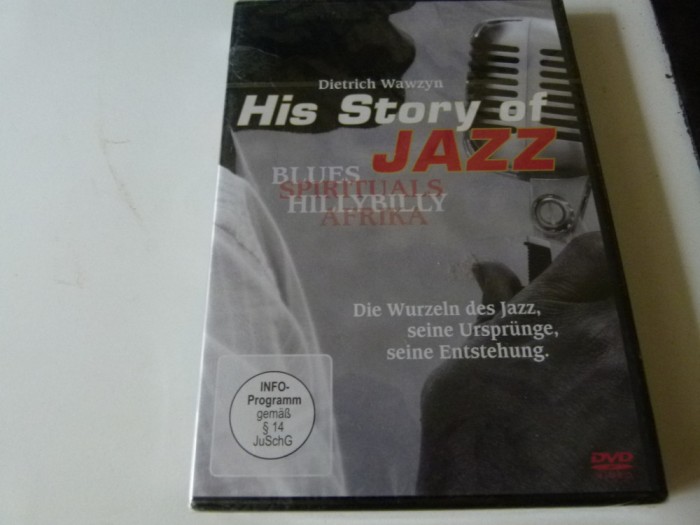 Dietrich Wawzyn
His Story of
JAZZ
BLUES
SPIRITUALS
HILLYBILLY
AFRIKA
Die Wurzeln des Jazz,
seine Ursprünge,
seine Entstehung.
INFO-
Programm
gemäß
§ 14
JuSchG
DVD
VIDEO